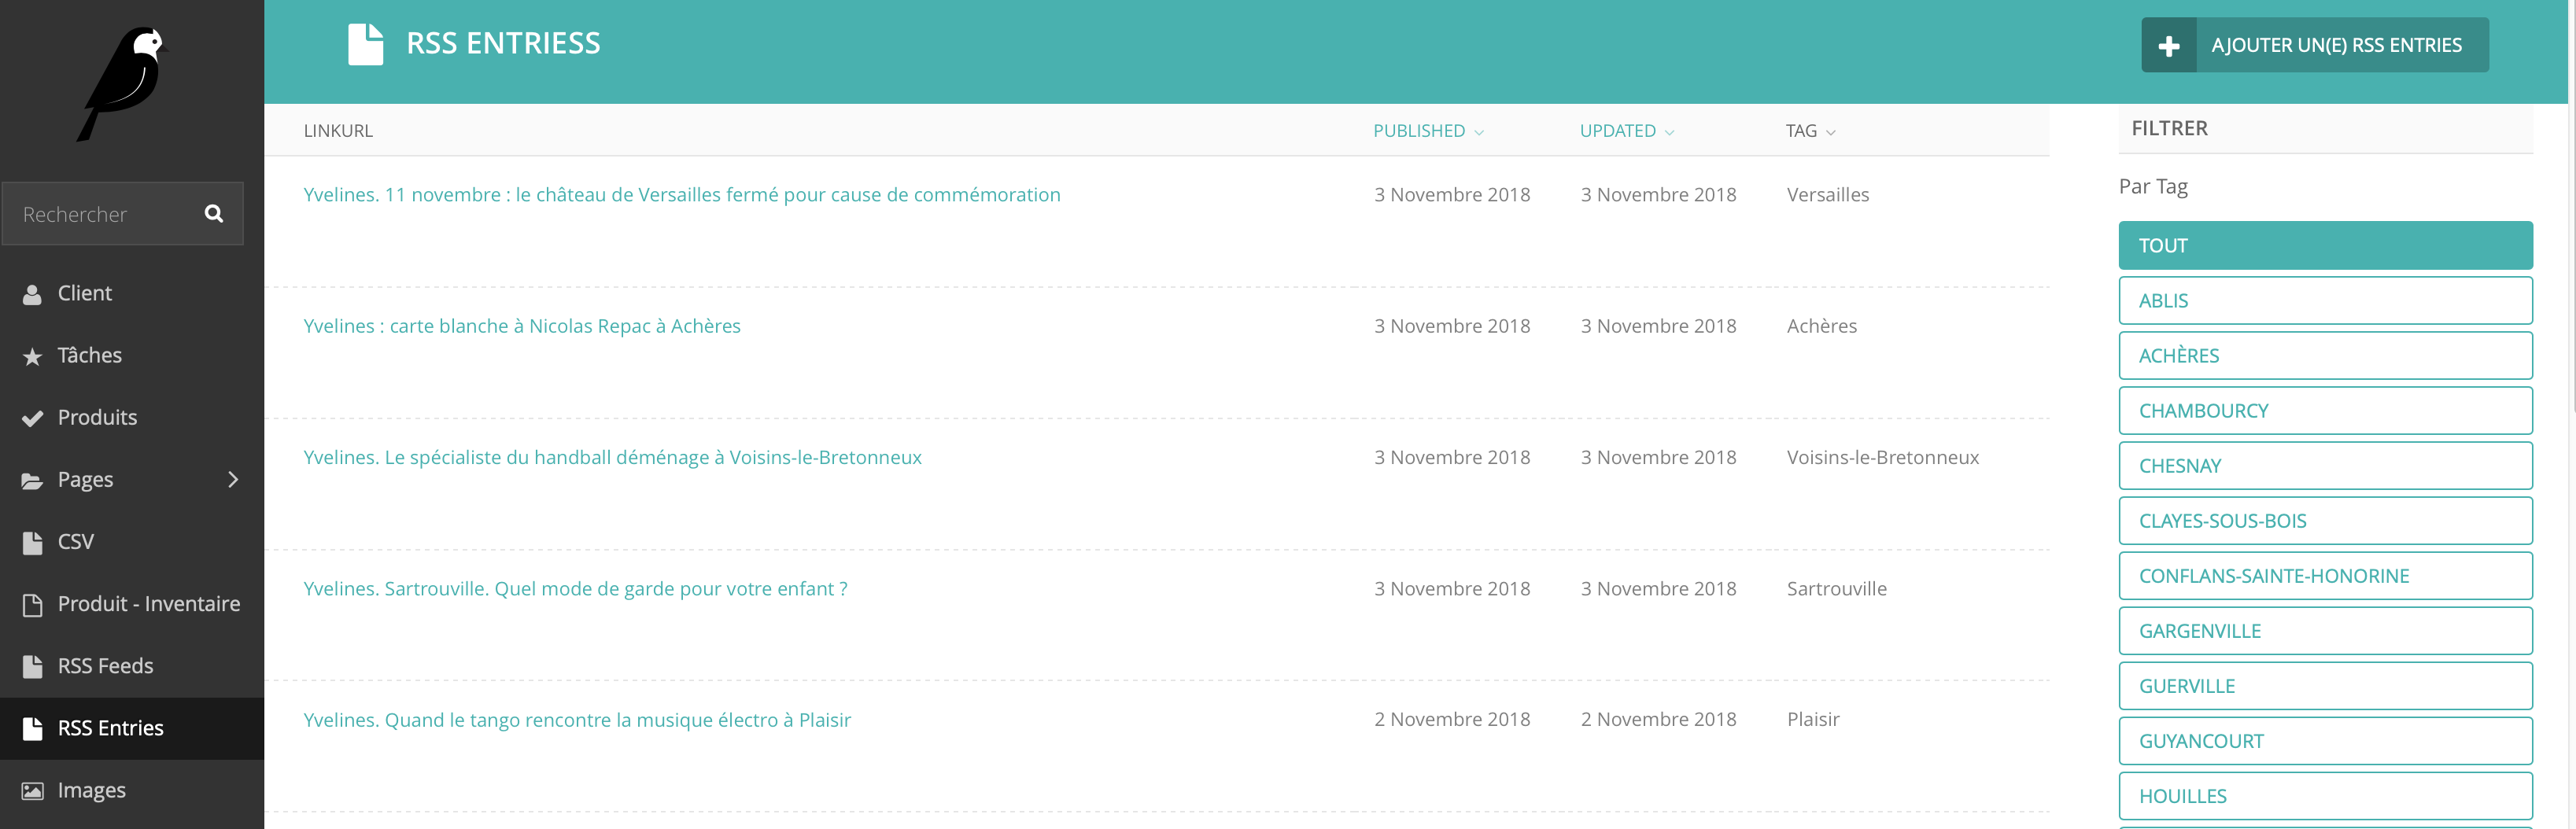 RSS ENTRIESS
AJOUTER UN(E) RSS ENTRIES
Rechercher
Client
Tâches
Produits
Pages
CSV
Produit - Inventaire
RSS Feeds
RSS Entries
Images
LINKURL PUBLISHED UPDATED TAG
Yvelines. 11 novembre : le château de Versailles fermé pour cause de commémoration 3 Novembre 2018 3 Novembre 2018 Versailles
Yvelines : carte blanche à Nicolas Repac à Achères 3 Novembre 2018 3 Novembre 2018 Achères
Yvelines. Le spécialiste du handball déménage à Voisins-le-Bretonneux 3 Novembre 2018 3 Novembre 2018 Voisins-le-Bretonneux
Yvelines. Sartrouville. Quel mode de garde pour votre enfant ? 3 Novembre 2018 3 Novembre 2018 Sartrouville
Yvelines. Quand le tango rencontre la musique électro à Plaisir 2 Novembre 2018 2 Novembre 2018 Plaisir
FILTRER
Par Tag
TOUT
ABLIS
ACHÈRES
CHAMBOURCY
CHESNAY
CLAYES-SOUS-BOIS
CONFLANS-SAINTE-HONORINE
GARGENVILLE
GUERVILLE
GUYANCOURT
HOUILLES